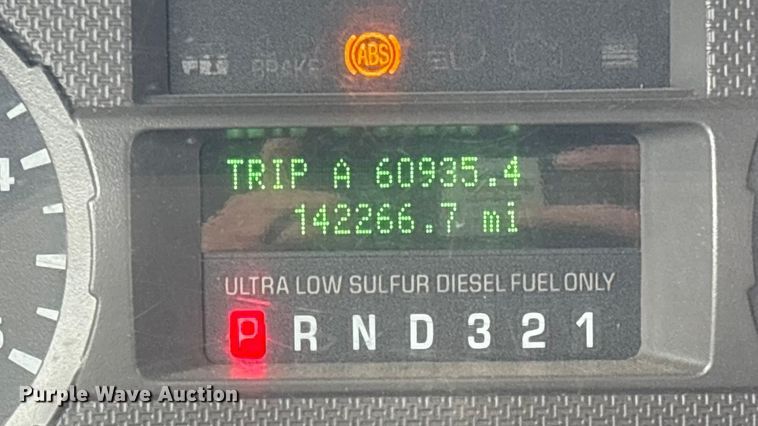 ABS
BRAKE
4
TRIP A 60935.4
142266.7 mi
ULTRA LOW SULFUR DIESEL FUEL ONLY
P R N D 3 2 1
Purple Wave Auction